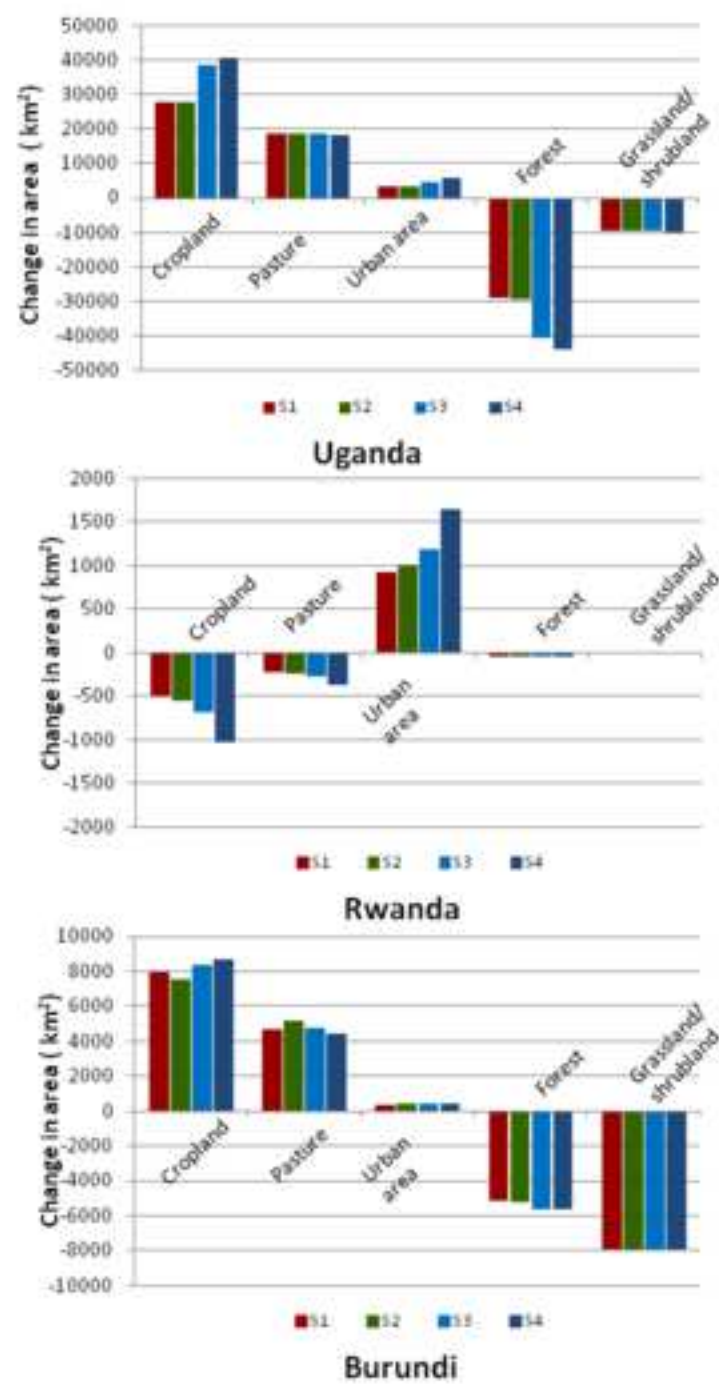 Change in area ( km²)
50000
40000
30000
20000
10000
0
-10000
-20000
-30000
-40000
-50000
Cropland
Pasture
Urban area
Forest
Grassland/
shrubland
S1 S2 S3 S4
Uganda
Change in area ( km²)
2000
1500
1000
500
0
-500
-1000
-1500
-2000
Cropland
Pasture
Urban
area
Forest
Grassland/
shrubland
S1 S2 S3 S4
Rwanda
Change in area ( km²)
10000
8000
6000
4000
2000
0
-2000
-4000
-6000
-8000
-10000
Cropland
Pasture
Urban
area
Forest
Grassland/
shrubland
S1 S2 S3 S4
Burundi